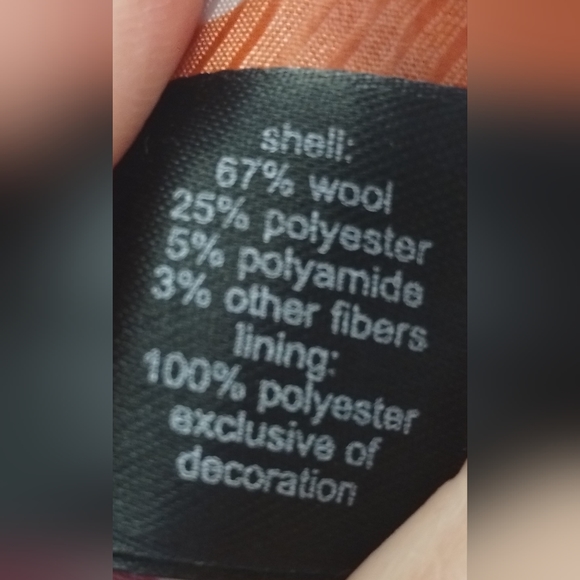 shell:
67% wool
25% polyester
5% polyamide
3% other fibers
lining:
100% polyester
exclusive of
decoration